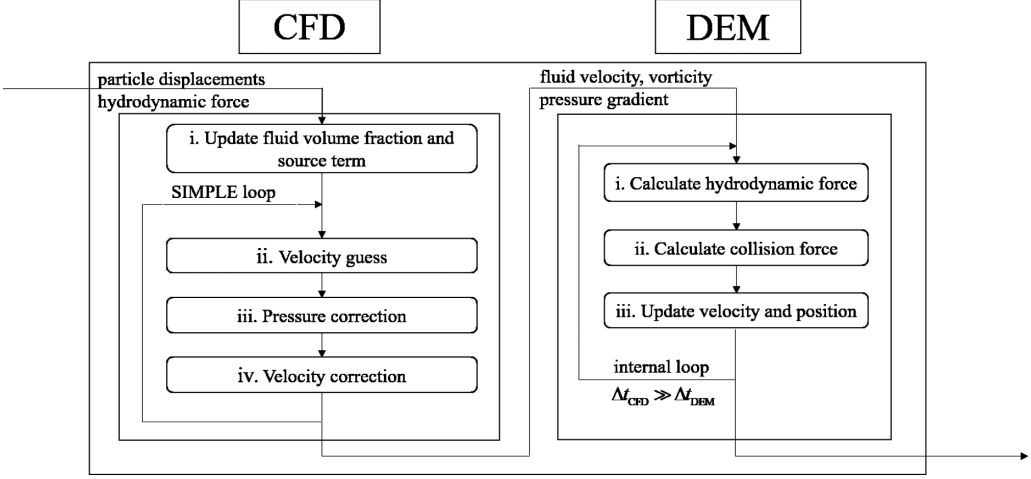 CFD
DEM
particle displacements
hydrodynamic force
i. Update fluid volume fraction and
source term
SIMPLE loop
ii. Velocity guess
iii. Pressure correction
iv. Velocity correction
fluid velocity, vorticity
pressure gradient
i. Calculate hydrodynamic force
ii. Calculate collision force
iii. Update velocity and position
internal loop
Δt_CFD ≫ Δt_DEM